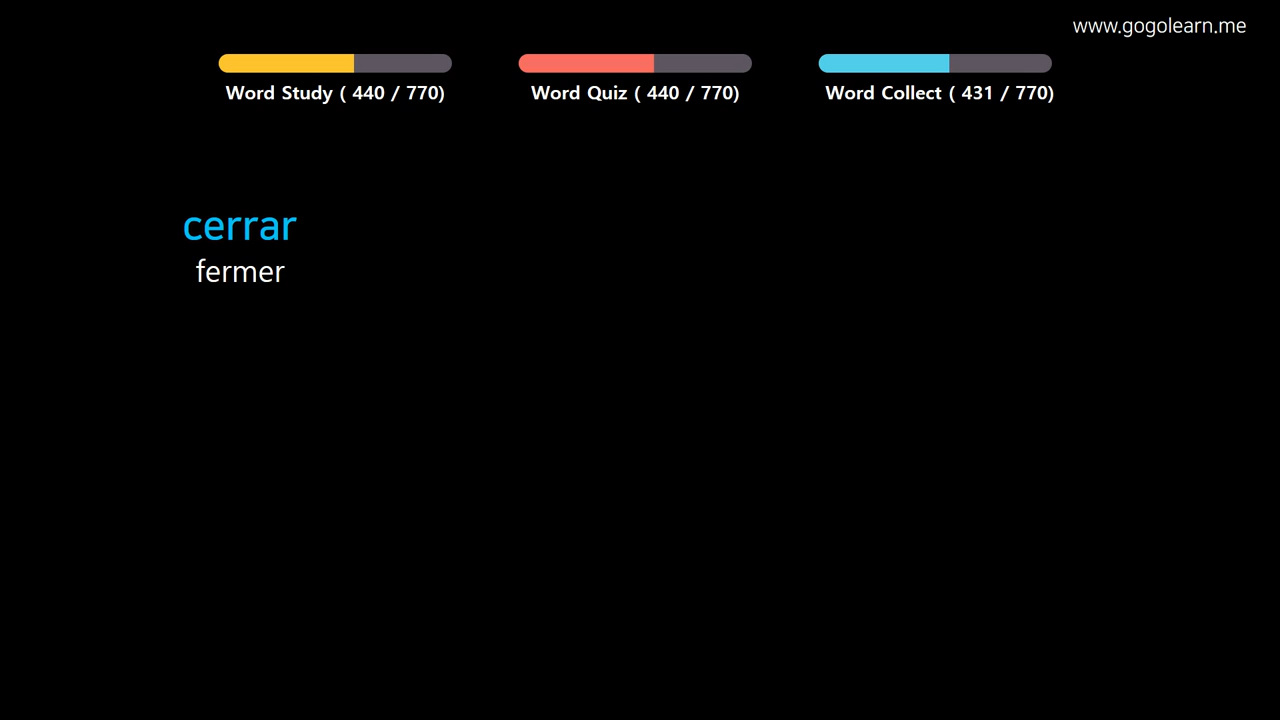 www.gogolearn.me
Word Study ( 440 / 770)
Word Quiz ( 440 / 770)
Word Collect ( 431 / 770)
cerrar
fermer